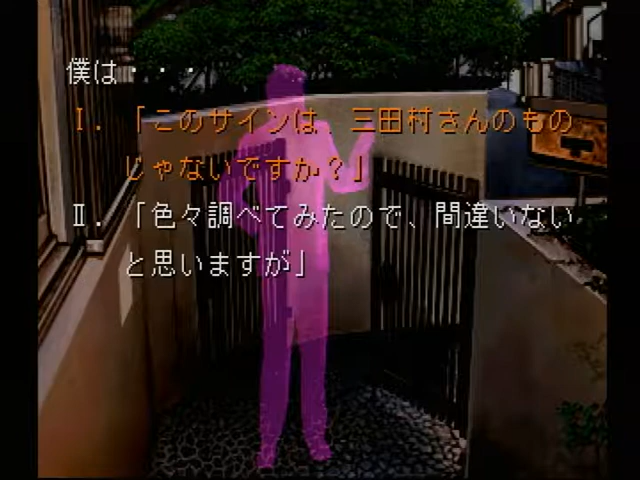 僕は・・・
Ⅰ．「このサインは、三田村さんのもの
じゃないですか？」
Ⅱ．「色々調べてみたので、間違いない
と思いますが」